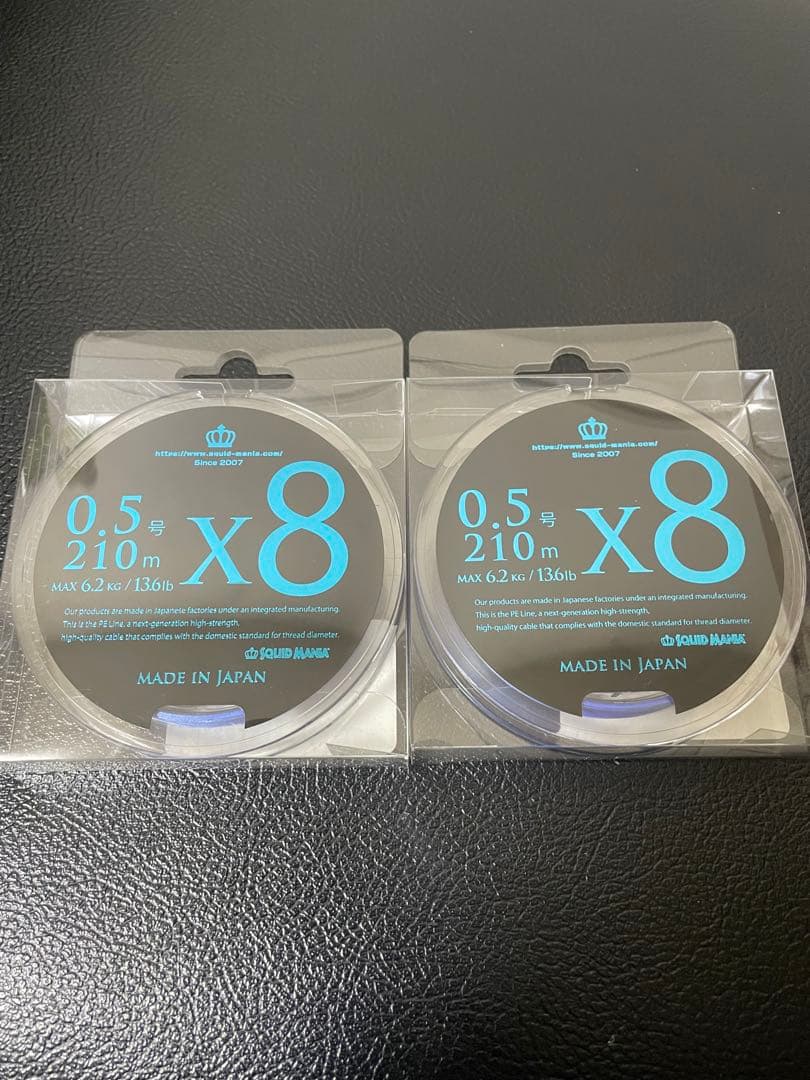 https://www.squid-mania.com/
Since 2007
0.5号
210m
x8
MAX 6.2 KG / 13.6lb
Our products are made in Japanese factories under an integrated manufacturing.
This is the PE Line, a next-generation high-strength,
high-quality cable that complies with the domestic standard for thread diameter.
SQUID MANIA
MADE IN JAPAN
https://www.squid-mania.com/
Since 2007
0.5号
210m
x8
MAX 6.2 KG / 13.6lb
Our products are made in Japanese factories under an integrated manufacturing.
This is the PE Line, a next-generation high-strength,
high-quality cable that complies with the domestic standard for thread diameter.
SQUID MANIA
MADE IN JAPAN